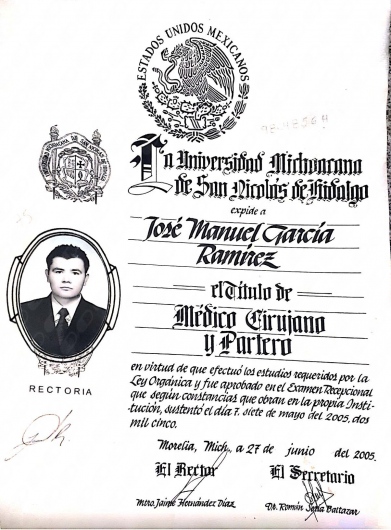 ESTADOS UNIDOS MEXICANOS
La Universidad Michoacana
de San Nicolás de Hidalgo
expide a
José Manuel García
Ramírez
el Título de
Médico Cirujano
y Partero
en virtud de que efectuó los estudios requeridos por la
Ley Orgánica y fue aprobado en el Examen Recepcional
que según constancias que obran en la propia Insti-
tución, sustentó el día 7. siete de mayo del 2005, dos
mil cinco.
RECTORIA
Morelia, Mich., a 27 de junio del 2005.
El Rector El Secretario
Mtro. Jaime Hernández Díaz Dr. Román Soria Baltazar